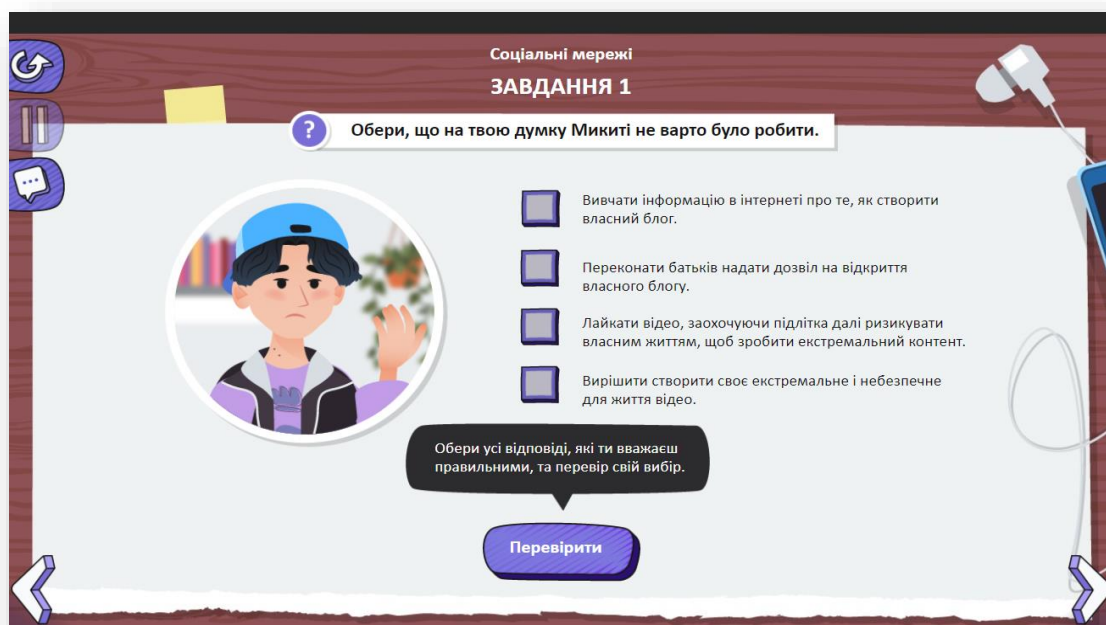 Соціальні мережі
ЗАВДАННЯ 1
? Обери, що на твою думку Микиті не варто було робити.
Вивчати інформацію в інтернеті про те, як створити
власний блог.
Переконати батьків надати дозвіл на відкриття
власного блогу.
Лайкати відео, заохочуючи підлітка далі ризикувати
власним життям, щоб зробити екстремальний контент.
Вирішити створити своє екстремальне і небезпечне
для життя відео.
Обери усі відповіді, які ти вважаєш
правильними, та перевір свій вибір.
Перевірити